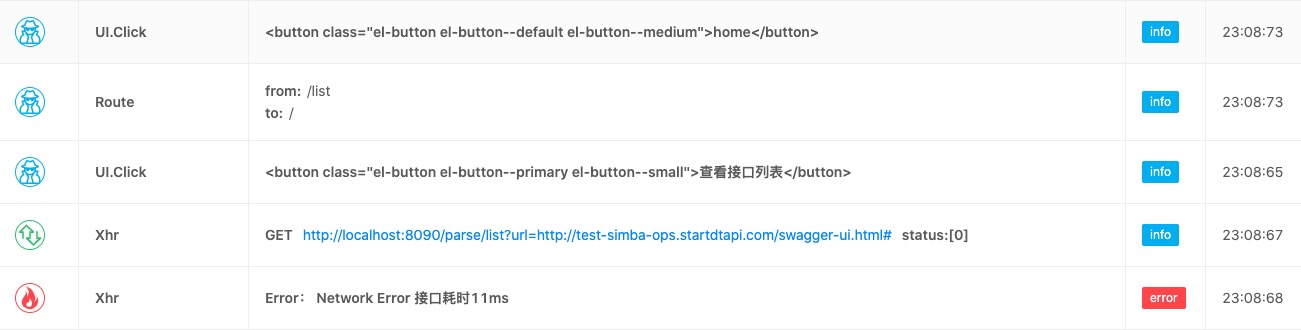 UI.Click <button class="el-button el-button--default el-button--medium">home</button> info 23:08:73
Route from: /list info 23:08:73
to: /
UI.Click <button class="el-button el-button--primary el-button--small">查看接口列表</button> info 23:08:65
Xhr GET http://localhost:8090/parse/list?url=http://test-simba-ops.startdtapi.com/swagger-ui.html# status:[0] info 23:08:67
Xhr Error： Network Error 接口耗时11ms error 23:08:68